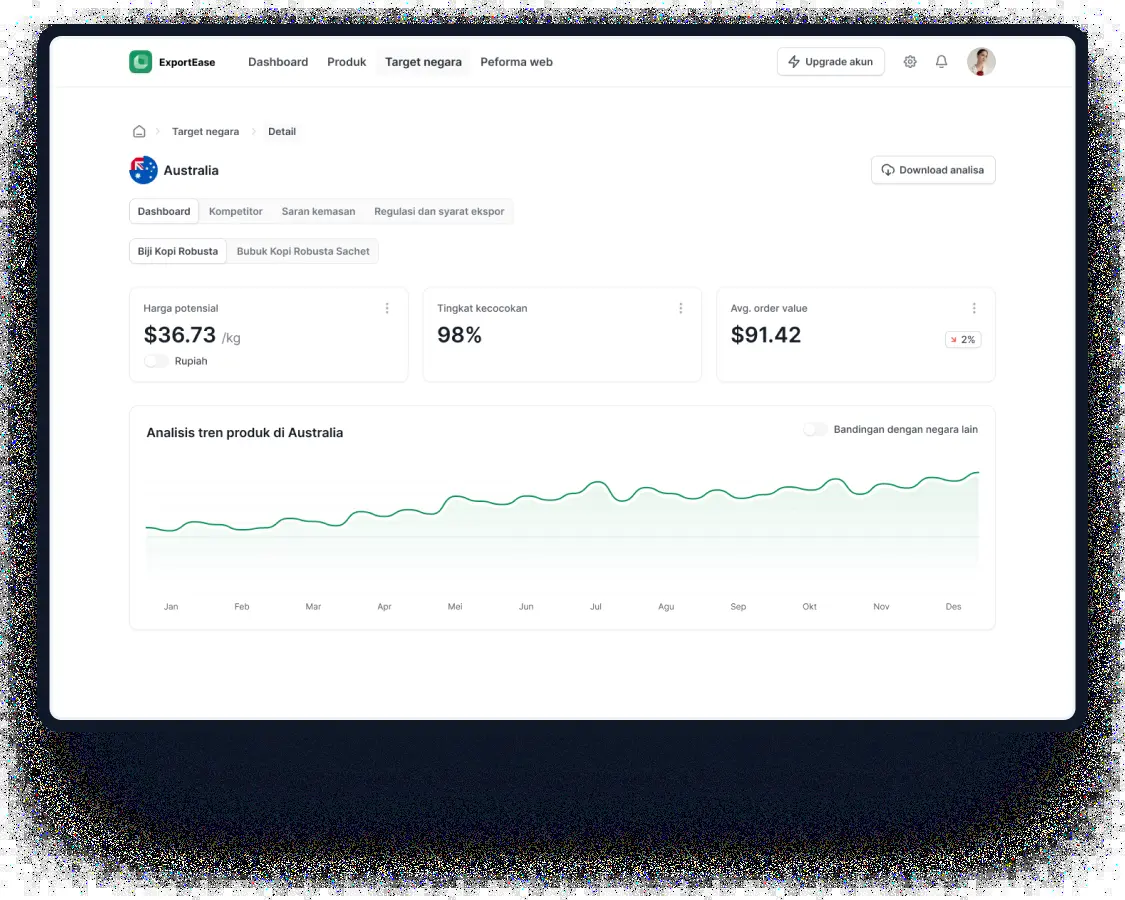 ExportEase Dashboard Produk Target negara Peforma web Upgrade akun
Target negara Detail
Australia Download analisa
Dashboard Kompetitor Saran kemasan Regulasi dan syarat ekspor
Biji Kopi Robusta Bubuk Kopi Robusta Sachet
Harga potensial
$36.73 /kg
Rupiah
Tingkat kecocokan
98%
Avg. order value
$91.42
2%
Analisis tren produk di Australia
Bandingan dengan negara lain
Jan Feb Mar Apr Mei Jun Jul Agu Sep Okt Nov Des